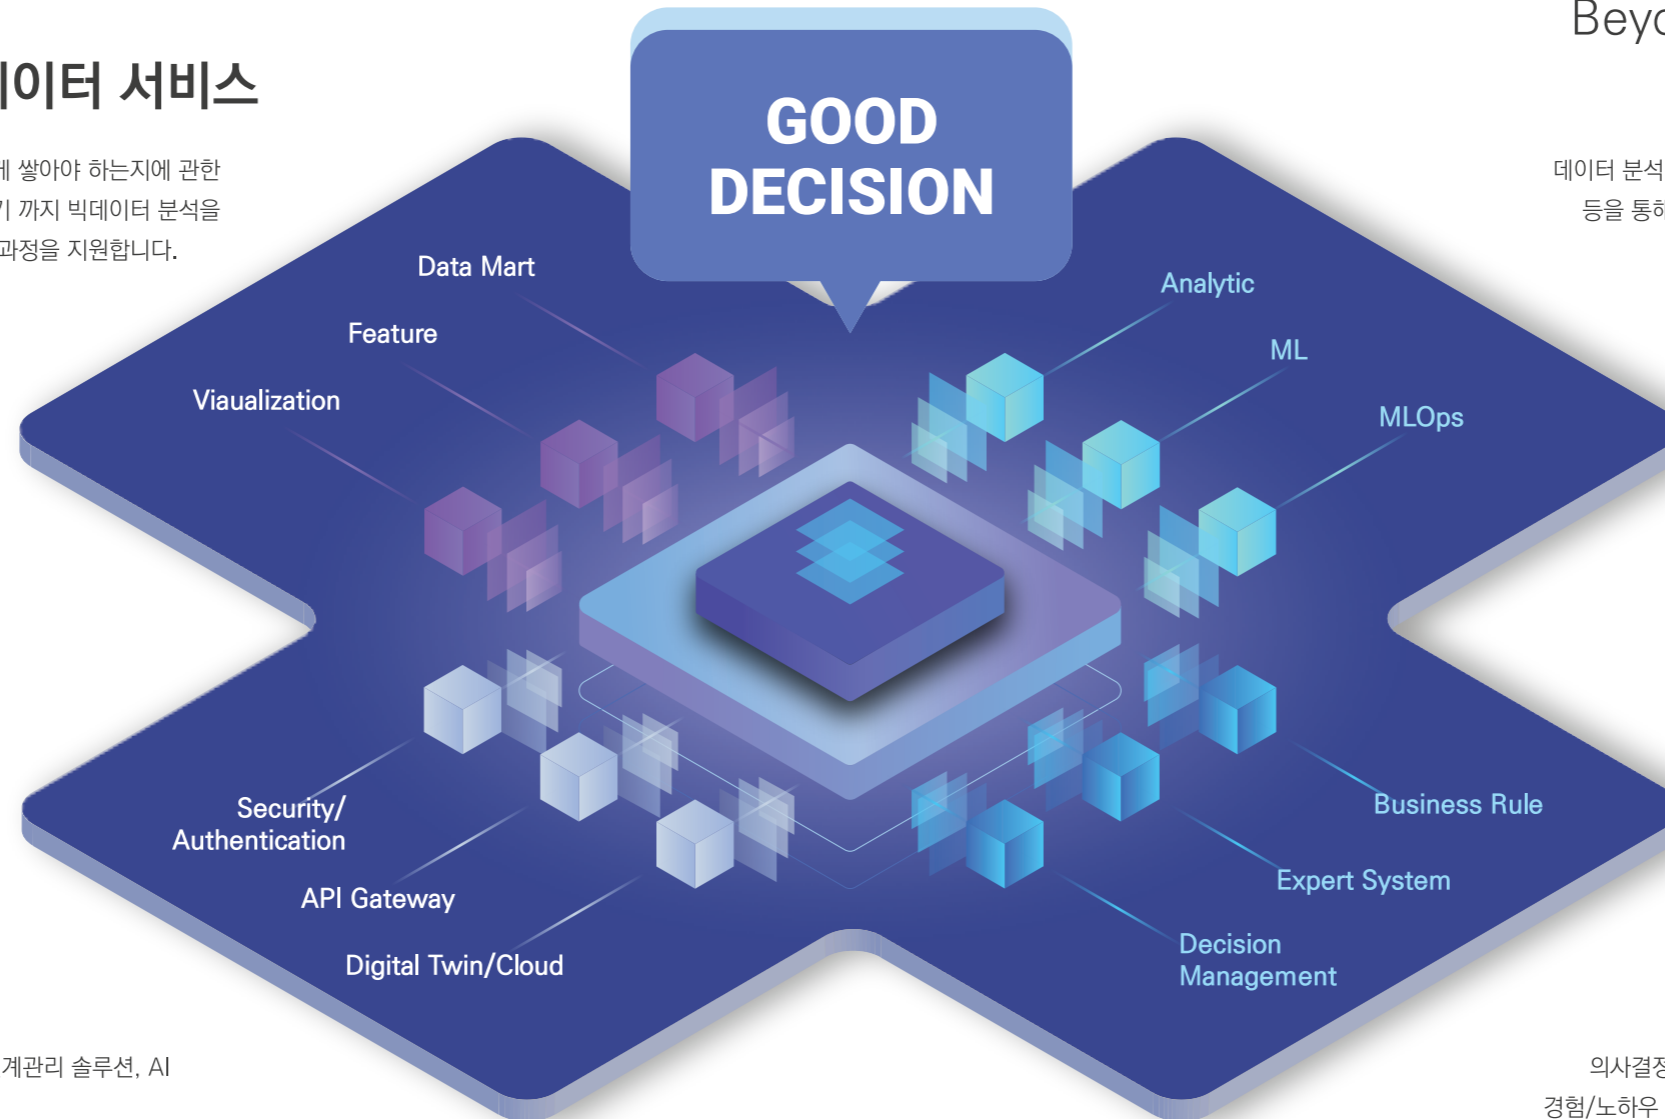 Beyo
데이터 서비스
GOOD
DECISION
게 쌓아야 하는지에 관한
기 까지 빅데이터 분석을
과정을 지원합니다.
데이터 분석
등을 통해
Data Mart
Feature
Viaualization
Analytic
ML
MLOps
Security/
Authentication
API Gateway
Digital Twin/Cloud
Business Rule
Expert System
Decision
Management
계관리 솔루션, AI
의사결정
경험/노하우